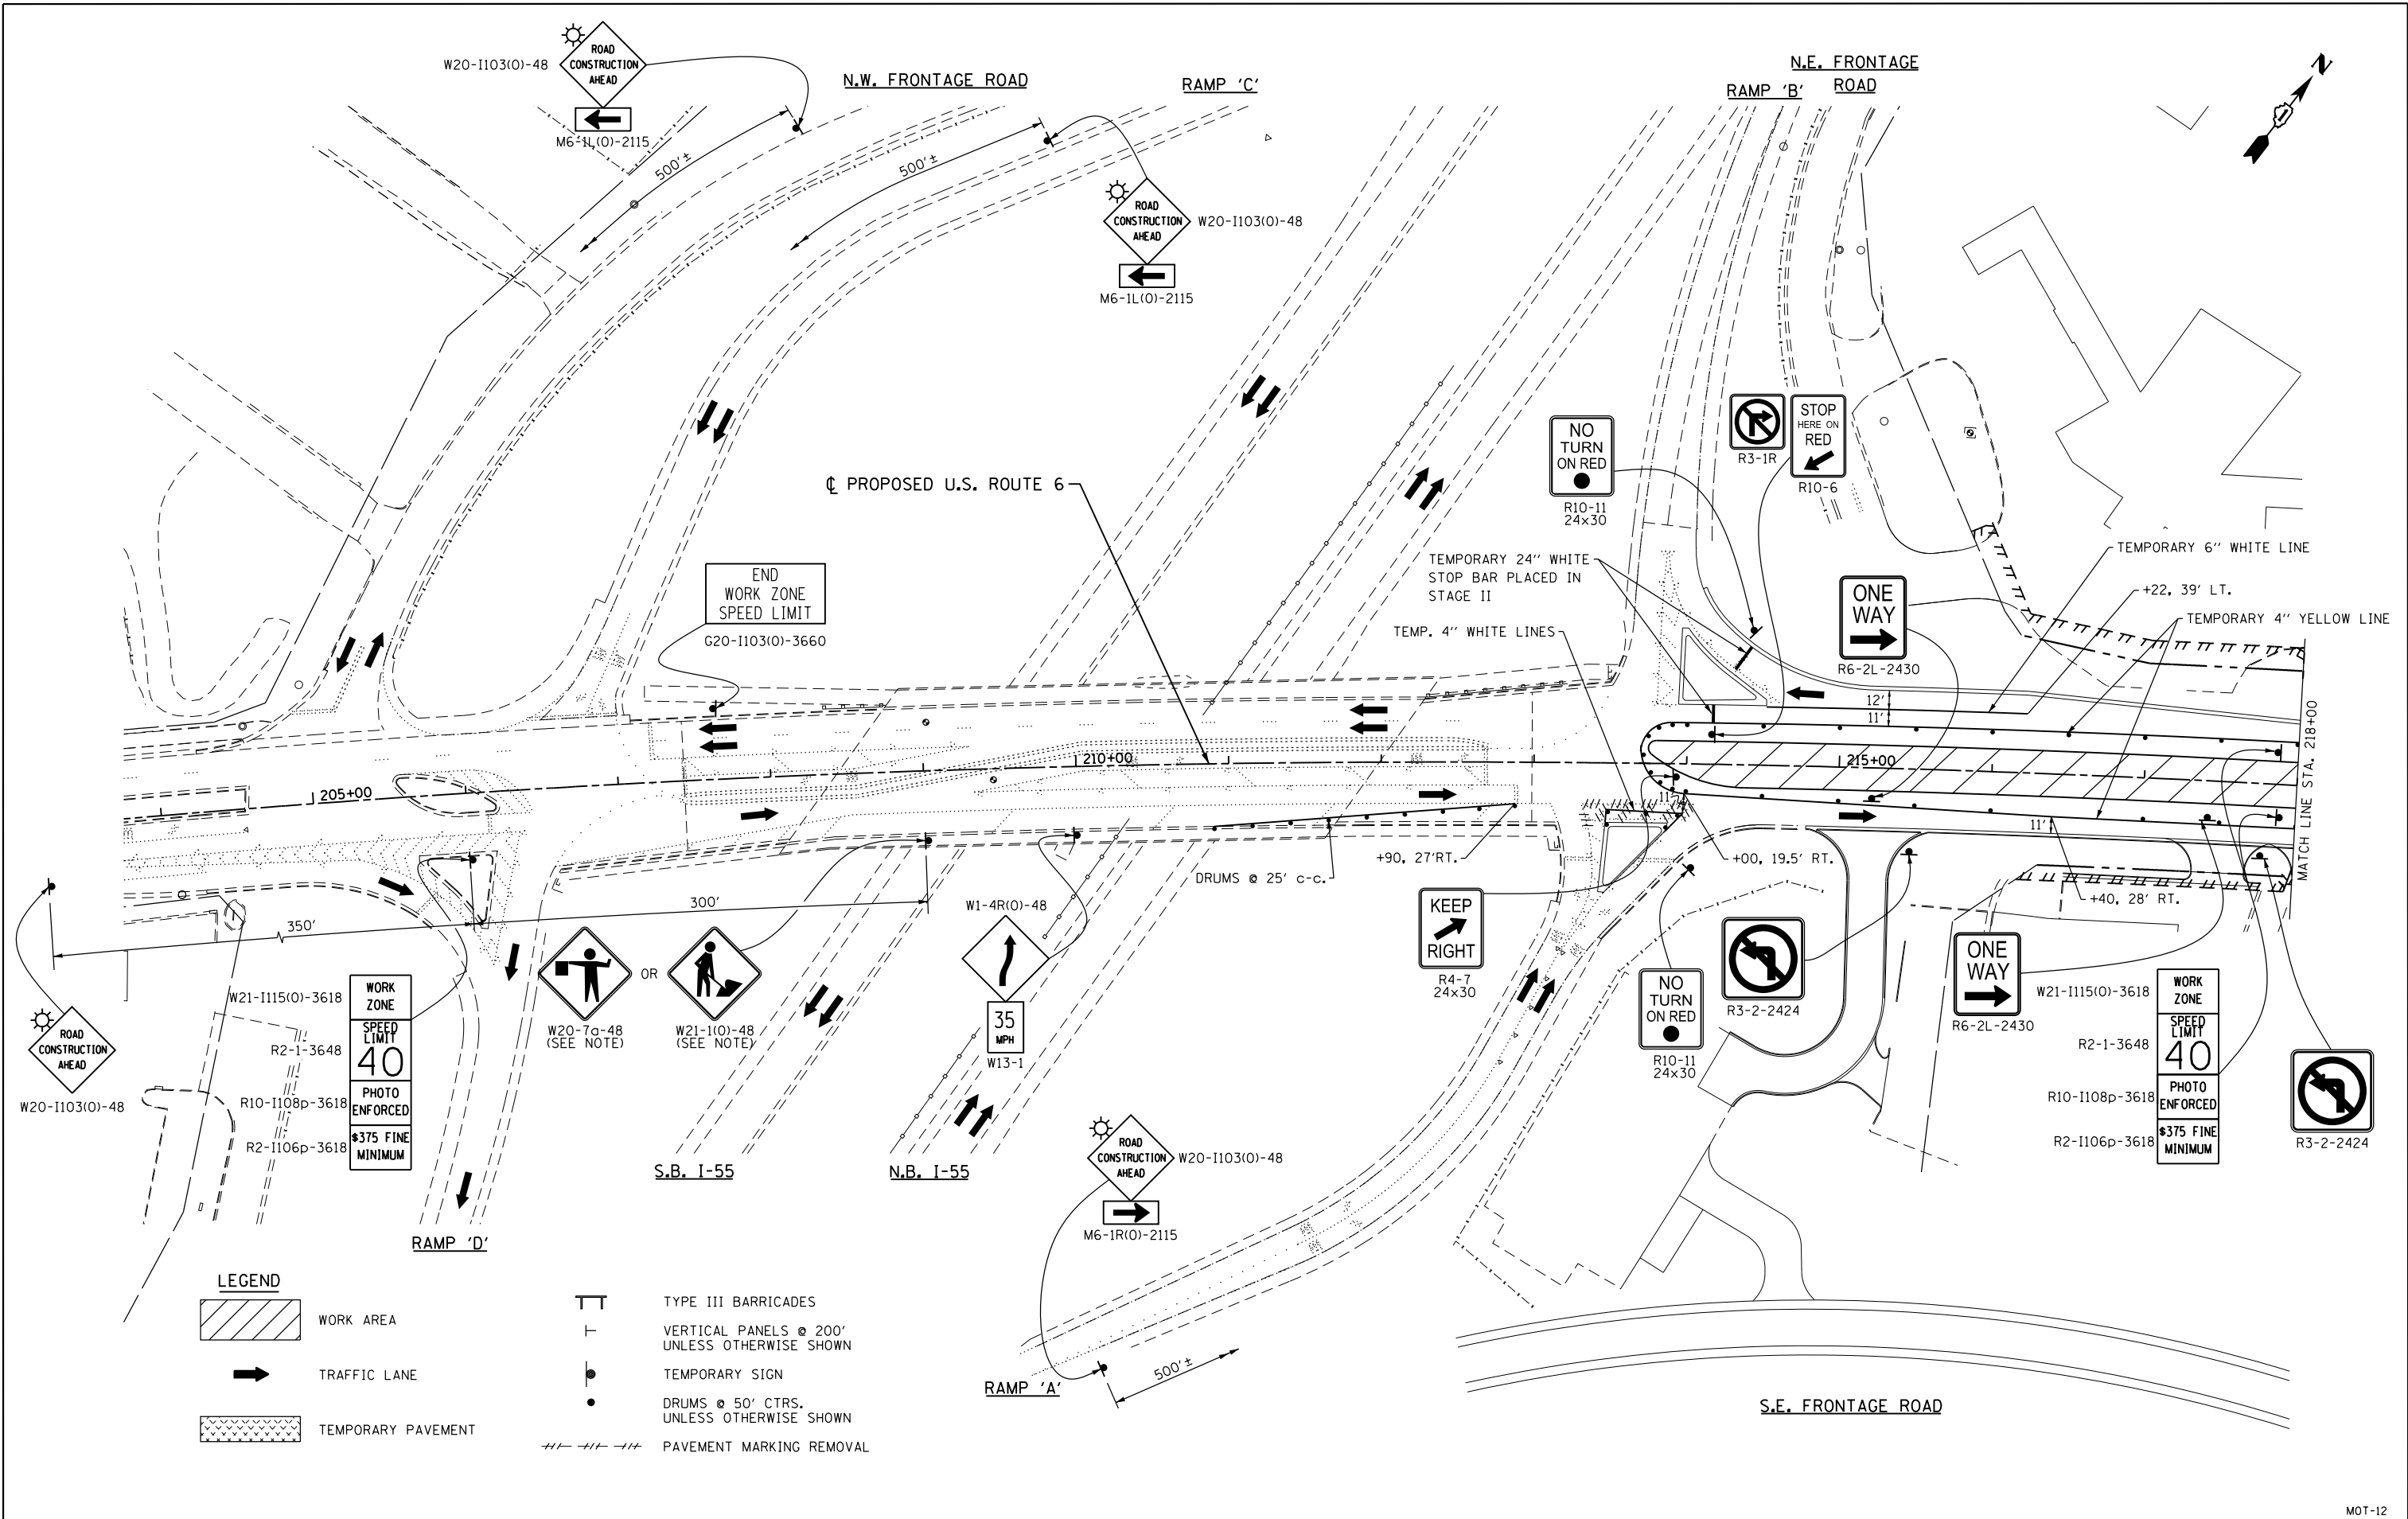 W20-I103(O)-48
ROAD
CONSTRUCTION
AHEAD
M6-1L(O)-2115
500'±
N.W. FRONTAGE ROAD
RAMP 'C'
500'±
ROAD
CONSTRUCTION
AHEAD
W20-I103(O)-48
M6-1L(O)-2115
RAMP 'B'
N.E. FRONTAGE
ROAD
N
℄ PROPOSED U.S. ROUTE 6
NO
TURN
ON RED
R10-11
24x30
R3-1R
STOP
HERE ON
RED
R10-6
END
WORK ZONE
SPEED LIMIT
G20-I103(O)-3660
TEMPORARY 24" WHITE
STOP BAR PLACED IN
STAGE II
TEMP. 4" WHITE LINES
ONE
WAY
R6-2L-2430
TEMPORARY 6" WHITE LINE
+22, 39' LT.
TEMPORARY 4" YELLOW LINE
12'
11'
205+00
210+00
215+00
MATCH LINE STA. 218+00
11'
11'
+90, 27'RT.
DRUMS @ 25' c-c.
+00, 19.5' RT.
+40, 28' RT.
350'
300'
ROAD
CONSTRUCTION
AHEAD
W20-I103(O)-48
W21-I115(O)-3618
WORK
ZONE
R2-1-3648
SPEED
LIMIT
40
R10-I108p-3618
PHOTO
ENFORCED
R2-I106p-3618
$375 FINE
MINIMUM
OR
W20-7a-48
(SEE NOTE)
W21-1(O)-48
(SEE NOTE)
W1-4R(O)-48
35
MPH
W13-1
KEEP
RIGHT
R4-7
24x30
NO
TURN
ON RED
R10-11
24x30
R3-2-2424
ONE
WAY
R6-2L-2430
W21-I115(O)-3618
WORK
ZONE
R2-1-3648
SPEED
LIMIT
40
R10-I108p-3618
PHOTO
ENFORCED
R2-I106p-3618
$375 FINE
MINIMUM
R3-2-2424
S.B. I-55
N.B. I-55
ROAD
CONSTRUCTION
AHEAD
W20-I103(O)-48
M6-1R(O)-2115
RAMP 'D'
RAMP 'A'
500'±
S.E. FRONTAGE ROAD
LEGEND
WORK AREA
TRAFFIC LANE
TEMPORARY PAVEMENT
TYPE III BARRICADES
VERTICAL PANELS @ 200'
UNLESS OTHERWISE SHOWN
TEMPORARY SIGN
DRUMS @ 50' CTRS.
UNLESS OTHERWISE SHOWN
PAVEMENT MARKING REMOVAL
MOT-12